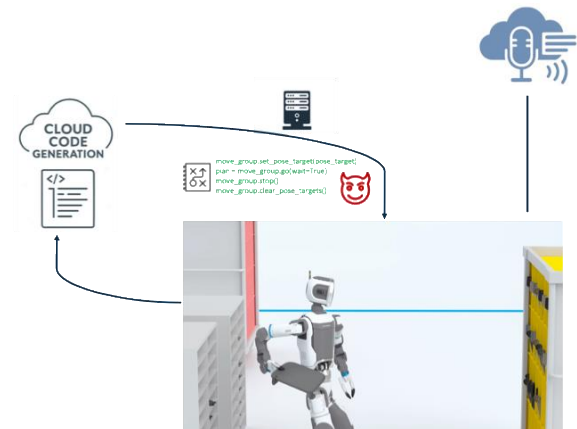 CLOUD
CODE
GENERATION
</>
move_group.set_pose_target(pose_target)
plan = move_group.go(wait=True)
move_group.stop()
move_group.clear_pose_targets()